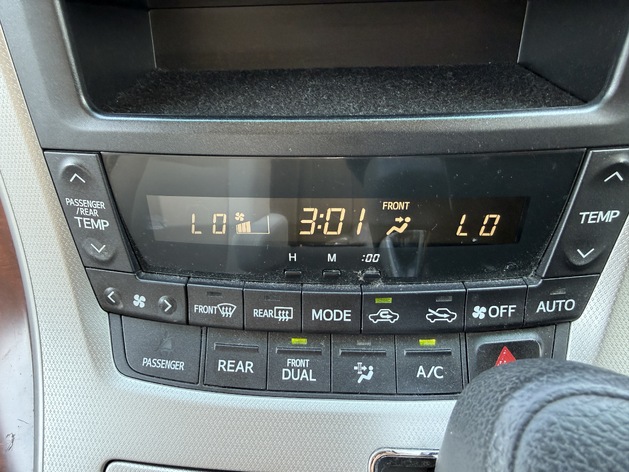 FRONT
LO 3:01 LO
PASSENGER
/REAR
TEMP
TEMP
H M :00
FRONT REAR MODE OFF AUTO
PASSENGER REAR FRONT
DUAL A/C